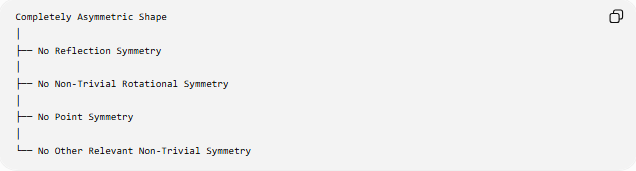 Completely Asymmetric Shape
│
├── No Reflection Symmetry
│
├── No Non-Trivial Rotational Symmetry
│
├── No Point Symmetry
│
└── No Other Relevant Non-Trivial Symmetry